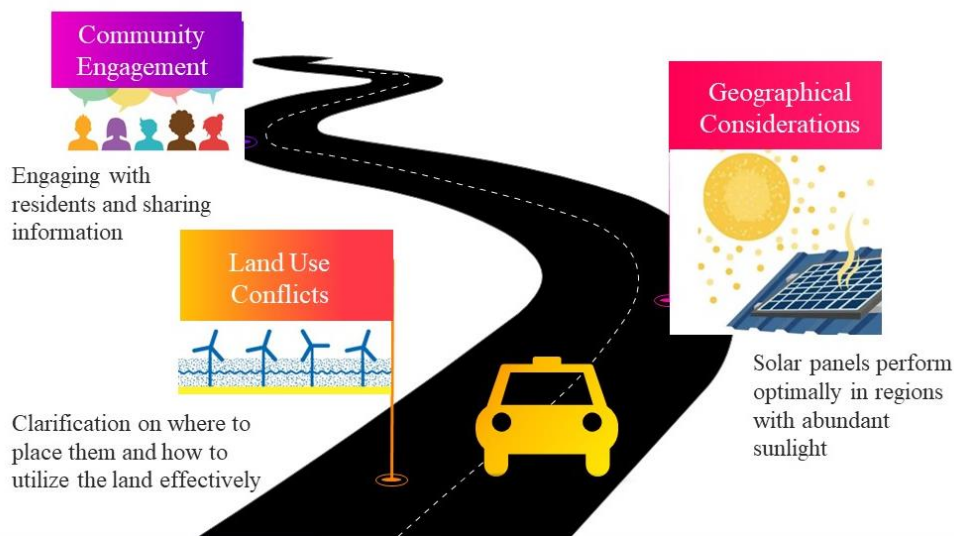 Community
Engagement
Engaging with
residents and sharing
information
Land Use
Conflicts
Clarification on where to
place them and how to
utilize the land effectively
Geographical
Considerations
Solar panels perform
optimally in regions
with abundant
sunlight